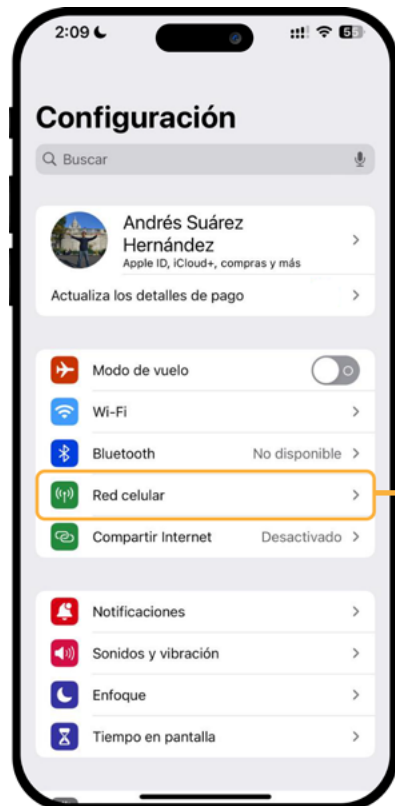 2:09
55
Configuración
Buscar
Andrés Suárez
Hernández
Apple ID, iCloud+, compras y más
Actualiza los detalles de pago
Modo de vuelo
Wi-Fi
Bluetooth No disponible
Red celular
Compartir Internet Desactivado
Notificaciones
Sonidos y vibración
Enfoque
Tiempo en pantalla